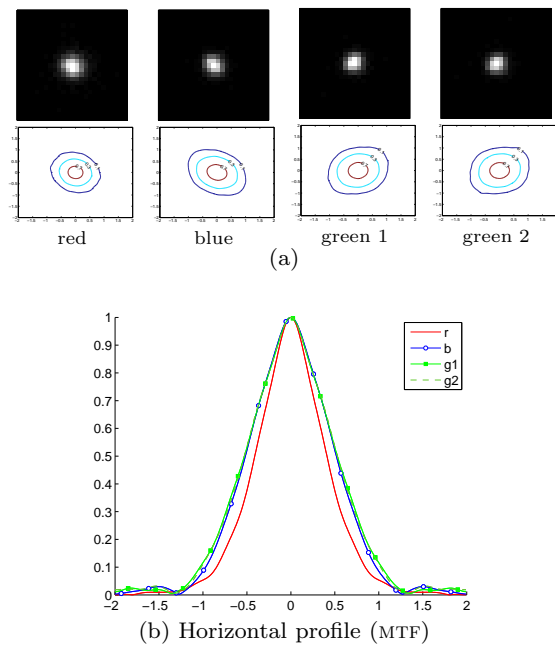 red blue green 1 green 2
(a)
r
b
g1
g2
1
0.9
0.8
0.7
0.6
0.5
0.4
0.3
0.2
0.1
0
−2 −1.5 −1 −0.5 0 0.5 1 1.5 2
(b) Horizontal profile (MTF)